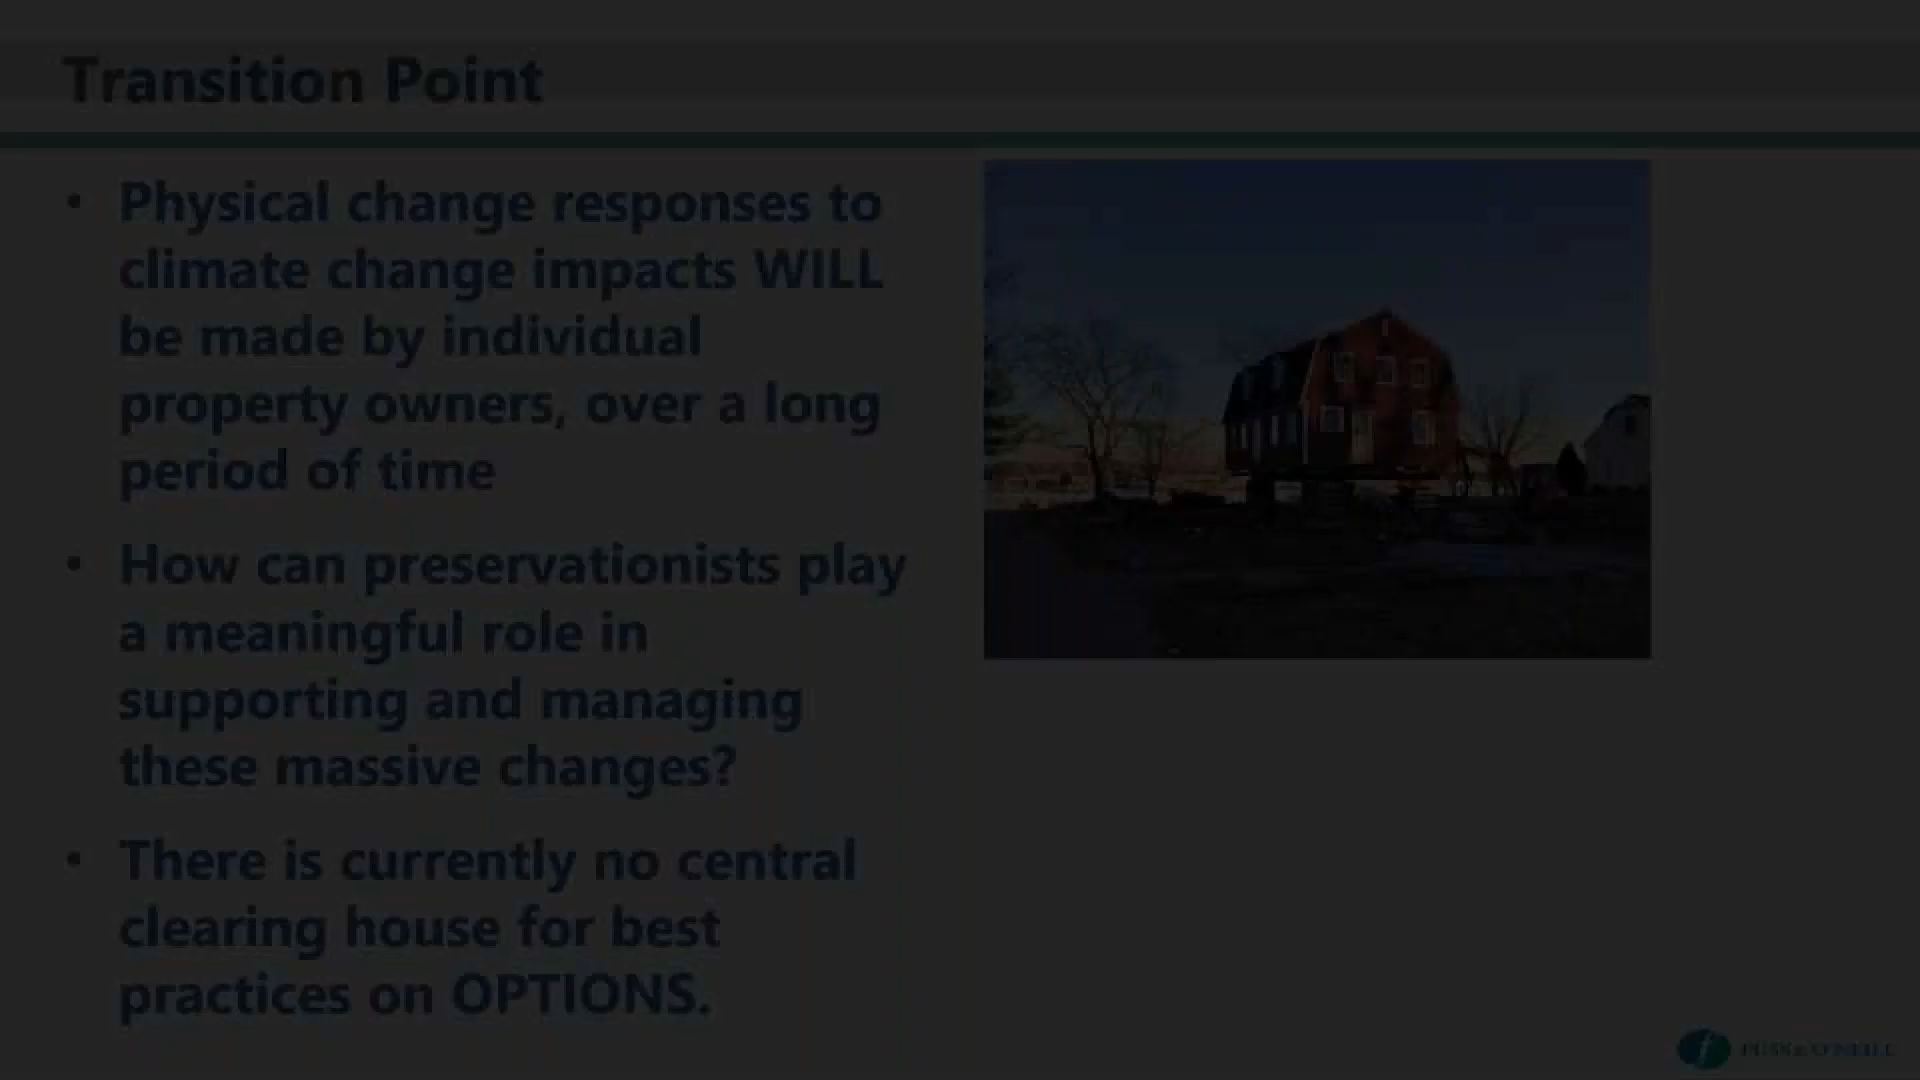 Transition Point
• Physical change responses to
climate change impacts WILL
be made by individual
property owners, over a long
period of time
• How can preservationists play
a meaningful role in
supporting and managing
these massive changes?
• There is currently no central
clearing house for best
practices on OPTIONS.
f FUSS & O'NEILL